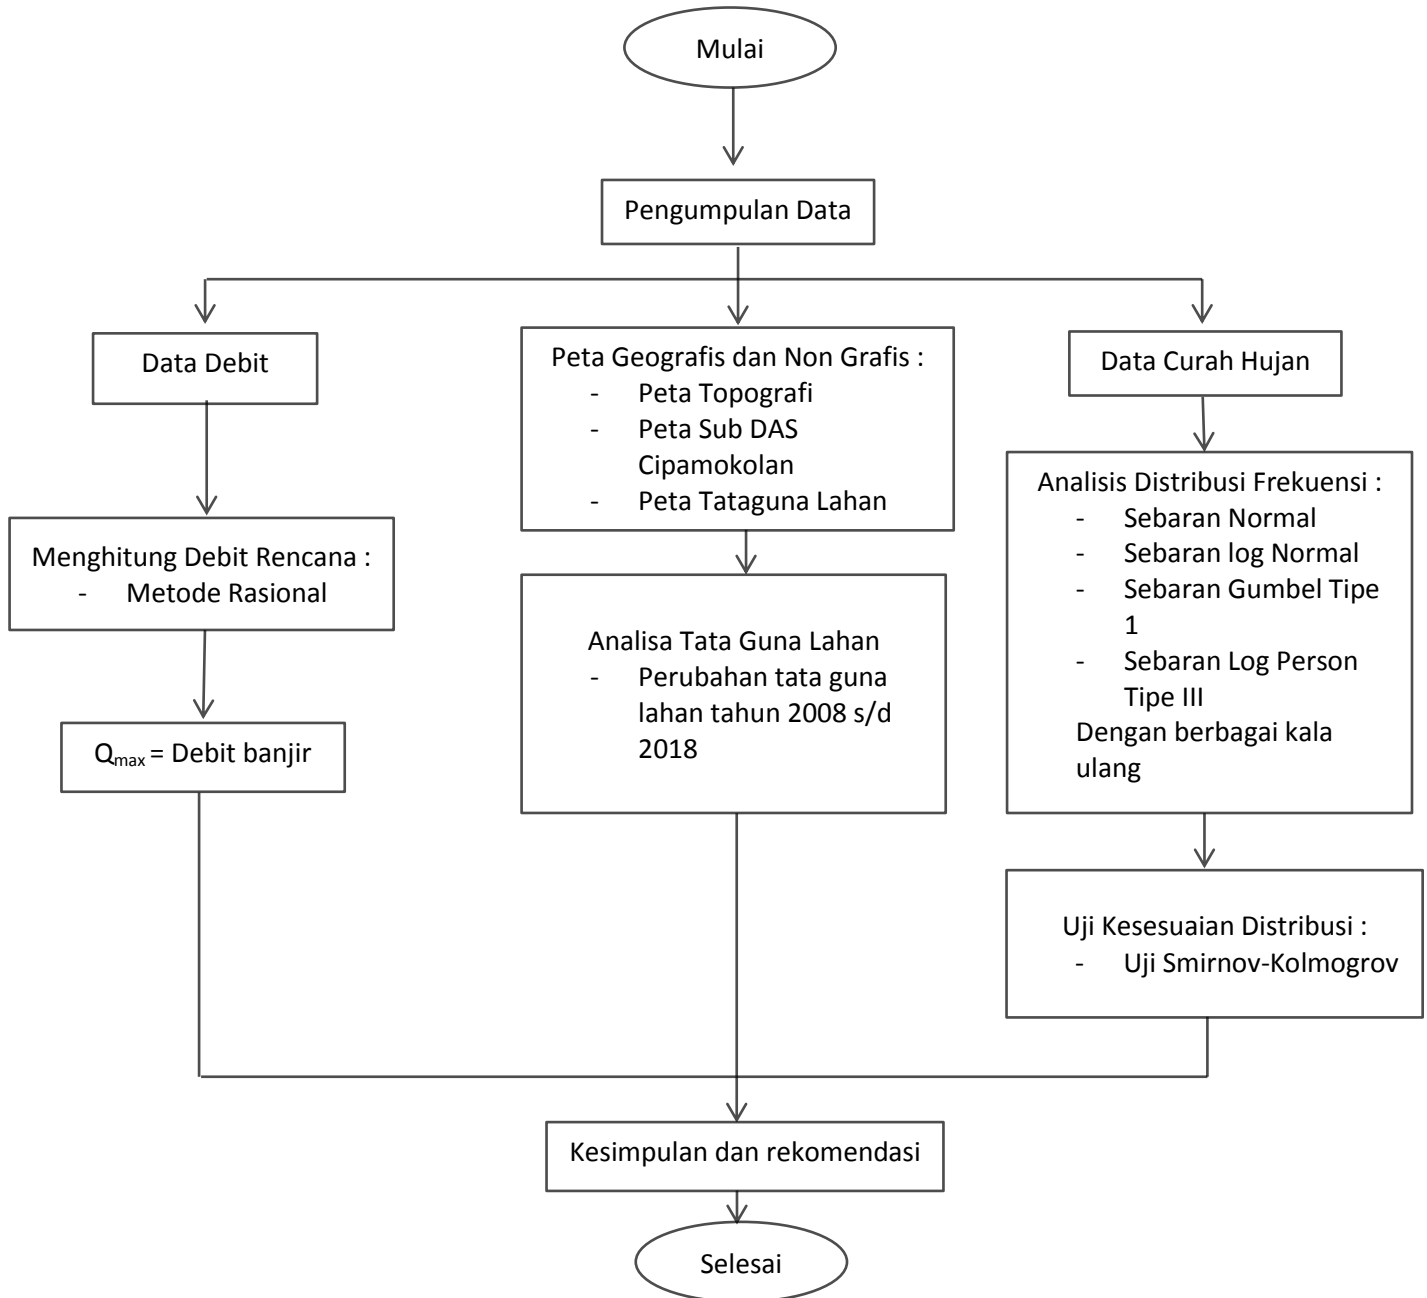 Mulai
Pengumpulan Data
Data Debit
Menghitung Debit Rencana :
- Metode Rasional
Qmax = Debit banjir
Peta Geografis dan Non Grafis :
- Peta Topografi
- Peta Sub DAS
Cipamokolan
- Peta Tataguna Lahan
Analisa Tata Guna Lahan
- Perubahan tata guna
lahan tahun 2008 s/d
2018
Data Curah Hujan
Analisis Distribusi Frekuensi :
- Sebaran Normal
- Sebaran log Normal
- Sebaran Gumbel Tipe
1
- Sebaran Log Person
Tipe III
Dengan berbagai kala
ulang
Uji Kesesuaian Distribusi :
- Uji Smirnov-Kolmogrov
Kesimpulan dan rekomendasi
Selesai